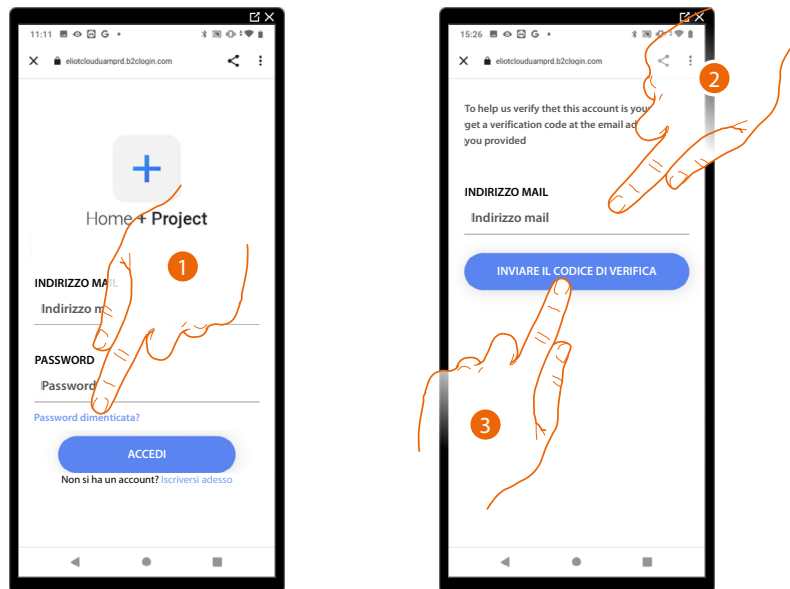 11:11 G
eliotclouduamprd.b2clogin.com
Home + Project
1
INDIRIZZO MAIL
Indirizzo m
PASSWORD
Password
Password dimenticata?
ACCEDI
Non si ha un account? Iscriversi adesso
15:26 G
eliotclouduamprd.b2clogin.com
2
To help us verify thet this account is your
get a verification code at the email ad
you provided
INDIRIZZO MAIL
Indirizzo mail
INVIARE IL CODICE DI VERIFICA
3